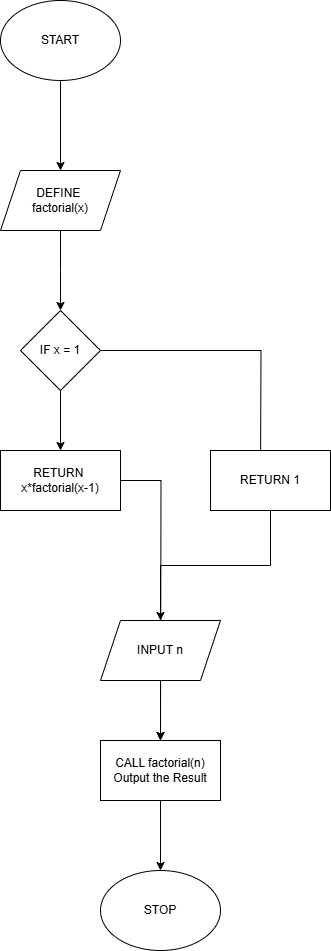 START
DEFINE
factorial(x)
IF x = 1
RETURN
x*factorial(x-1)
RETURN 1
INPUT n
CALL factorial(n)
Output the Result
STOP